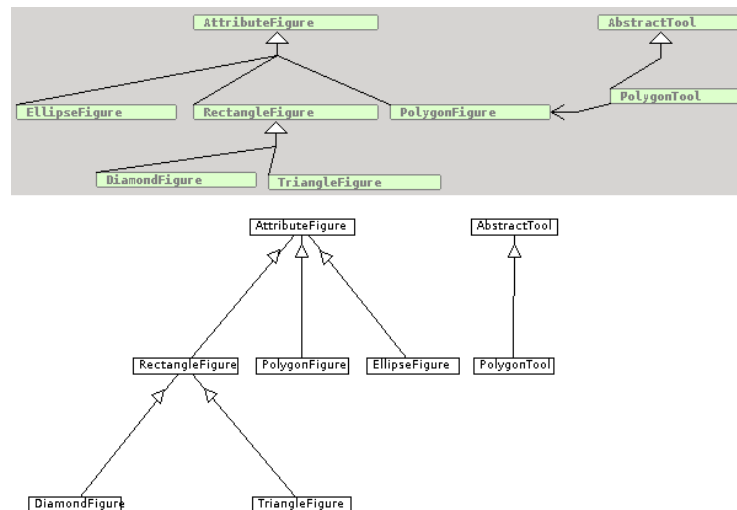 AttributeFigure AbstractTool
PolygonTool
EllipseFigure RectangleFigure PolygonFigure
DiamondFigure TriangleFigure
AttributeFigure AbstractTool
RectangleFigure PolygonFigure EllipseFigure PolygonTool
DiamondFigure TriangleFigure